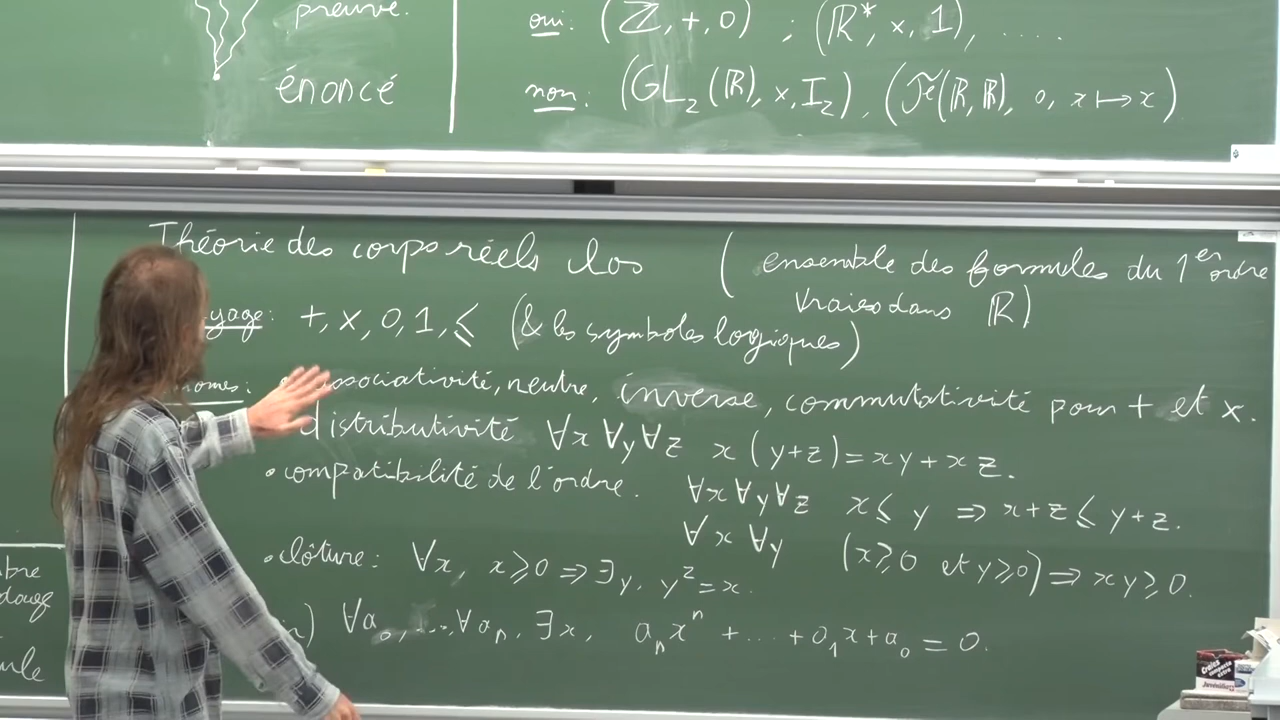 preuve.
énoncé
oui: (Z, +, 0) ; (R*, x, 1), ....
non: (GL₂(R), x, I₂), (ℱ(R,R), o, x ↦ x)
Théorie des corps réels clos (ensemble des formules du 1er ordre
vraies dans R)
yage: +, x, 0, 1, ≤ (& les symboles logiques)
nomes: associativité, neutre, inverse, commutativité pour + et x.
distributivité ∀x ∀y ∀z x(y+z)=xy+xz.
•compatibilité de l'ordre. ∀x ∀y ∀z x ≤ y ⇒ x+z ≤ y+z.
∀x ∀y (x ≥ 0 et y ≥ 0) ⇒ xy ≥ 0.
•clôture: ∀x, x ≥ 0 ⇒ ∃y, y²=x.
) ∀a₀, ..., ∀aₙ, ∃x, aₙxⁿ + ... + a₁x + a₀ = 0.